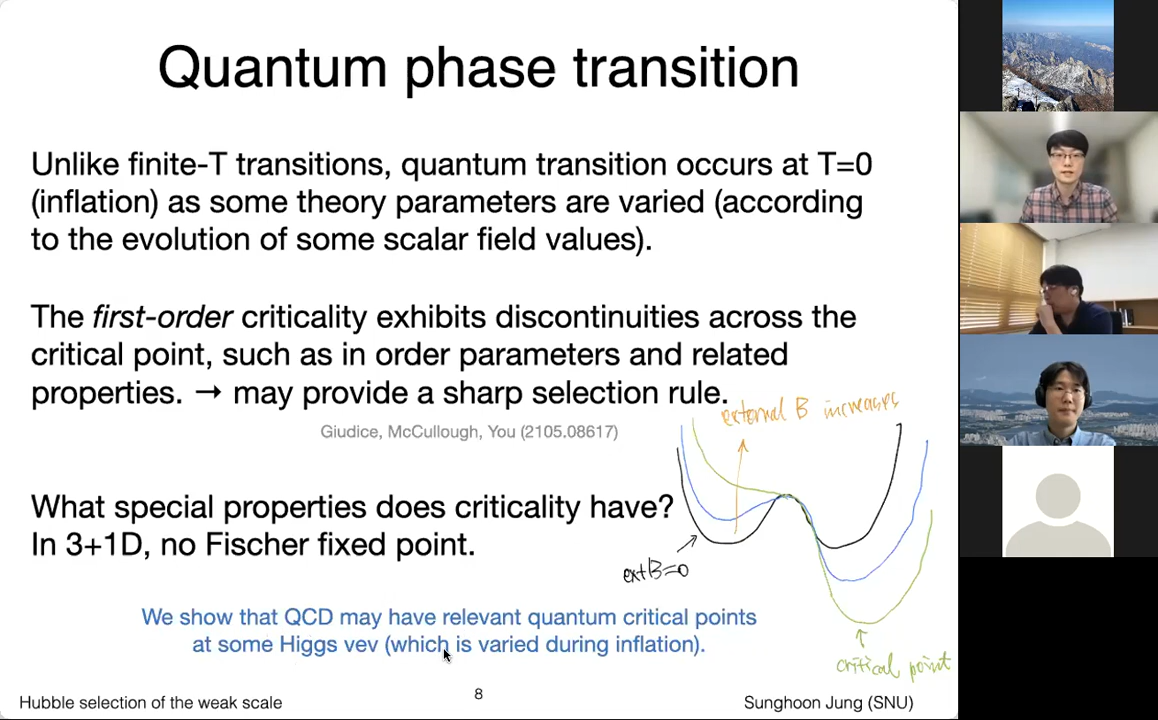 Quantum phase transition
Unlike finite-T transitions, quantum transition occurs at T=0
(inflation) as some theory parameters are varied (according
to the evolution of some scalar field values).
The first-order criticality exhibits discontinuities across the
critical point, such as in order parameters and related
properties. → may provide a sharp selection rule.
Giudice, McCullough, You (2105.08617)
external B increases
What special properties does criticality have?
In 3+1D, no Fischer fixed point.
ext B=0
We show that QCD may have relevant quantum critical points
at some Higgs vev (which is varied during inflation).
critical point
Hubble selection of the weak scale
8
Sunghoon Jung (SNU)